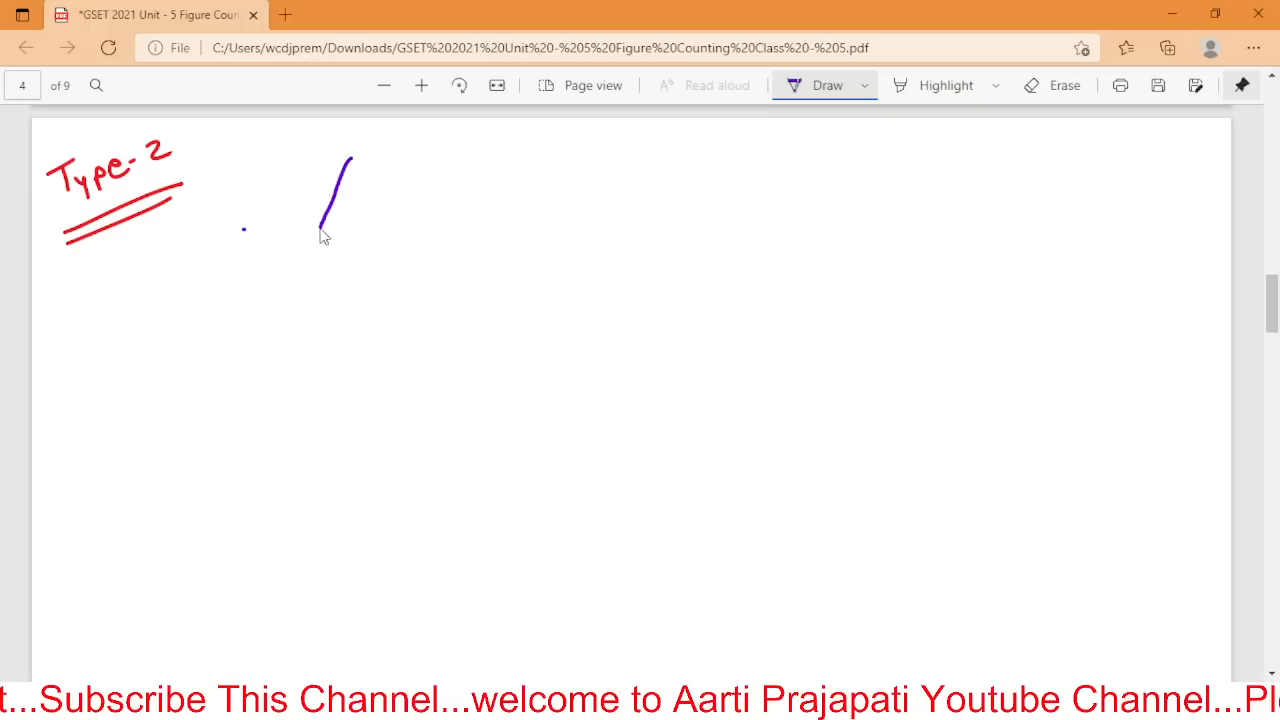 *GSET 2021 Unit - 5 Figure Coun
File
C:/Users/wcdjprem/Downloads/GSET%202021%20Unit%20-%205%20Figure%20Counting%20Class%20-%205.pdf
4 of 9
Page view
Read aloud
Draw
Highlight
Erase
Type-2
t...Subscribe This Channel...welcome to Aarti Prajapati Youtube Channel...Pl